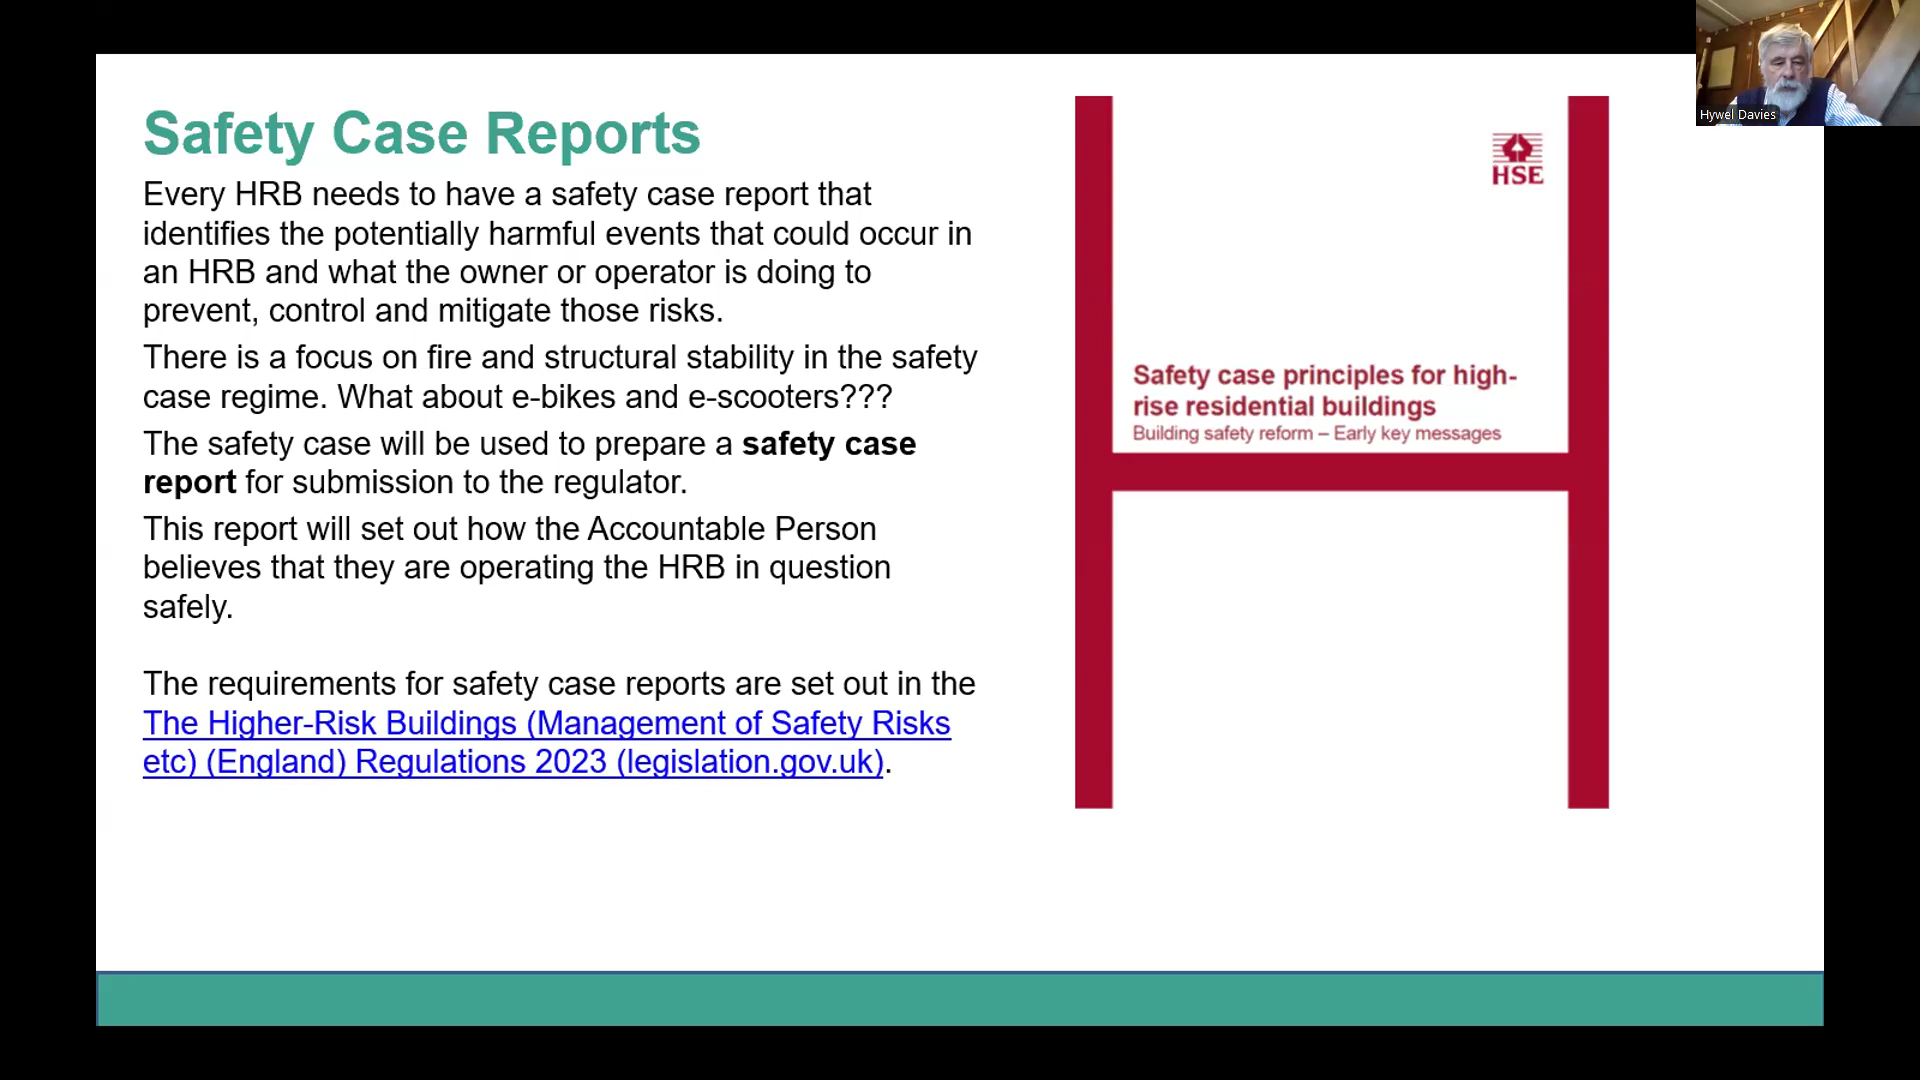 Safety Case Reports
Every HRB needs to have a safety case report that
identifies the potentially harmful events that could occur in
an HRB and what the owner or operator is doing to
prevent, control and mitigate those risks.
There is a focus on fire and structural stability in the safety
case regime. What about e-bikes and e-scooters???
The safety case will be used to prepare a safety case
report for submission to the regulator.
This report will set out how the Accountable Person
believes that they are operating the HRB in question
safely.
The requirements for safety case reports are set out in the
The Higher-Risk Buildings (Management of Safety Risks
etc) (England) Regulations 2023 (legislation.gov.uk).
HSE
Safety case principles for high-
rise residential buildings
Building safety reform – Early key messages
Hywel Davies